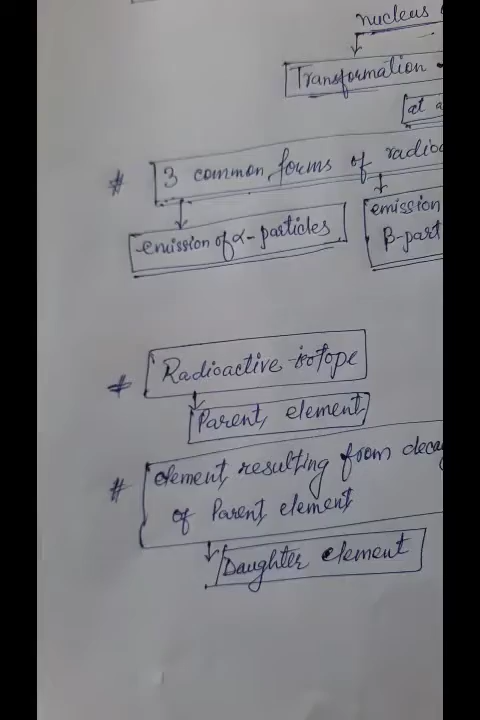 nucleus
Transformation
at a
# 3 common forms of
emission of α- particles
emission
β-part
# Radioactive isotope
Parent element
# element resulting from
of Parent element
Daughter element